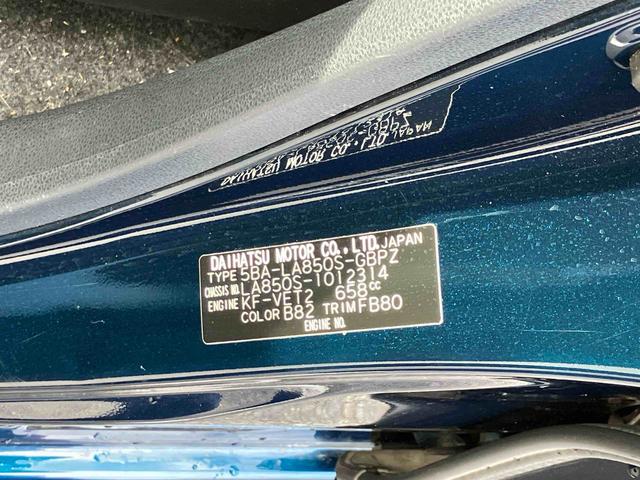 DAIHATSU MOTOR CO.,LTD. JAPAN
TYPE 5BA-LA850S-GBPZ
CHASSIS NO. LA850S-1012314
ENGINE KF-VET2 658cc
COLOR B82 TRIM FB80
ENGINE NO.